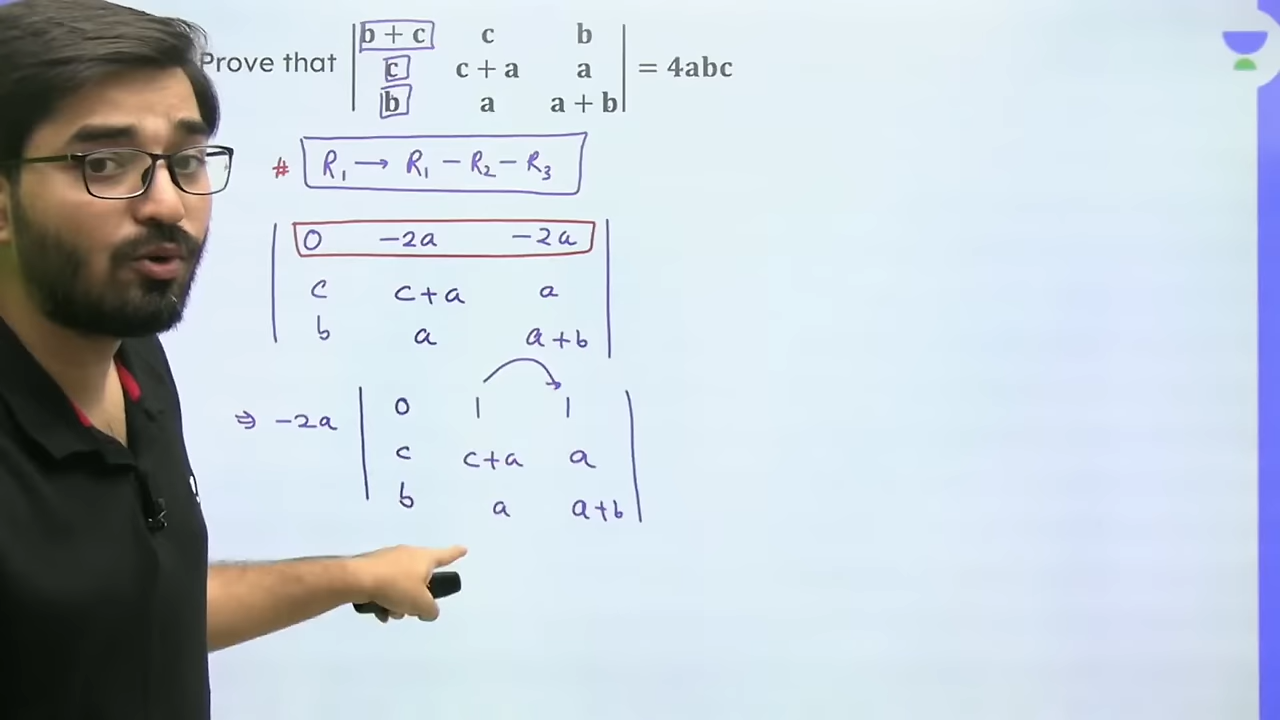 Prove that | b + c c b |
| c c + a a | = 4abc
| b a a + b |
# R₁ → R₁ − R₂ − R₃
| 0 −2a −2a |
| c c+a a |
| b a a+b |
⇒ −2a | 0 1 1 |
| c c+a a |
| b a a+b |